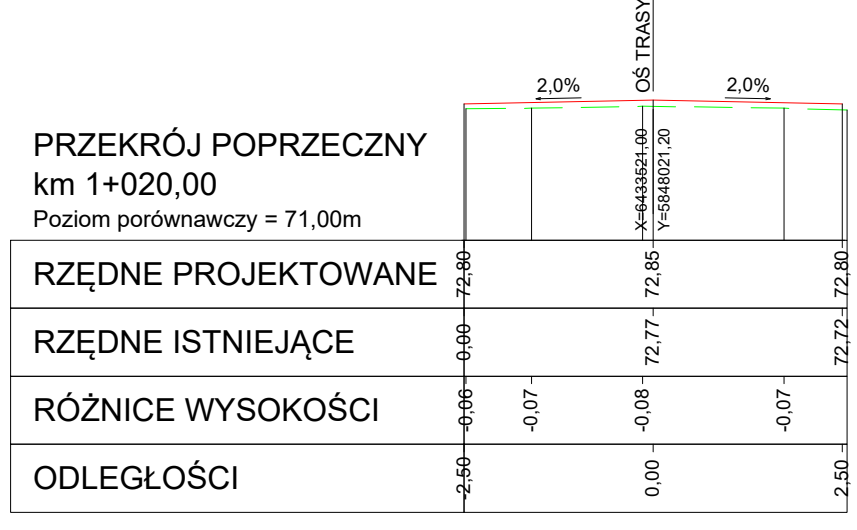 OŚ TRASY
2,0%
2,0%
X=6433521,00
Y=5848021,20
PRZEKRÓJ POPRZECZNY
km 1+020,00
Poziom porównawczy = 71,00m
RZĘDNE PROJEKTOWANE 72,80 72,85 72,80
RZĘDNE ISTNIEJĄCE 0,00 72,77 72,72
RÓŻNICE WYSOKOŚCI -0,06 -0,07 -0,08 -0,07
ODLEGŁOŚCI -2,50 0,00 2,50